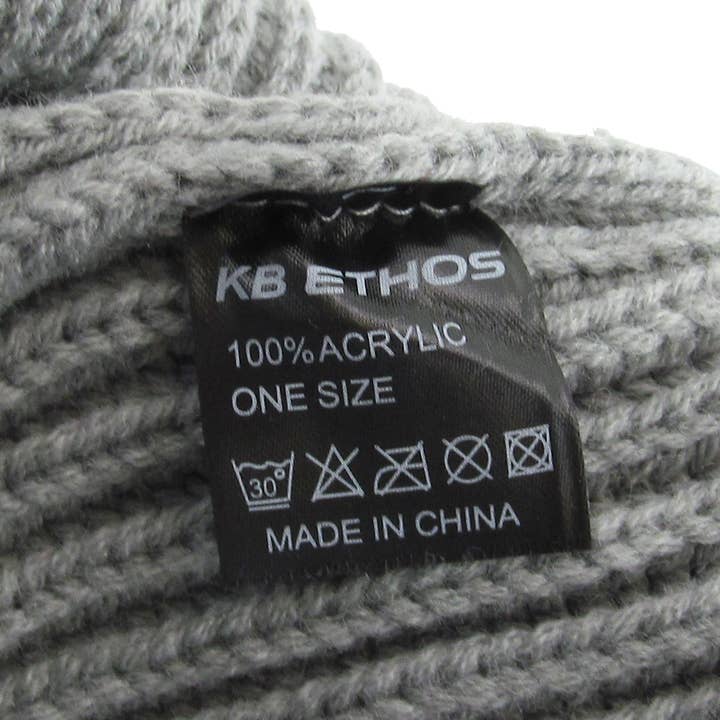 KB ETHOS
100% ACRYLIC
ONE SIZE
30°
MADE IN CHINA